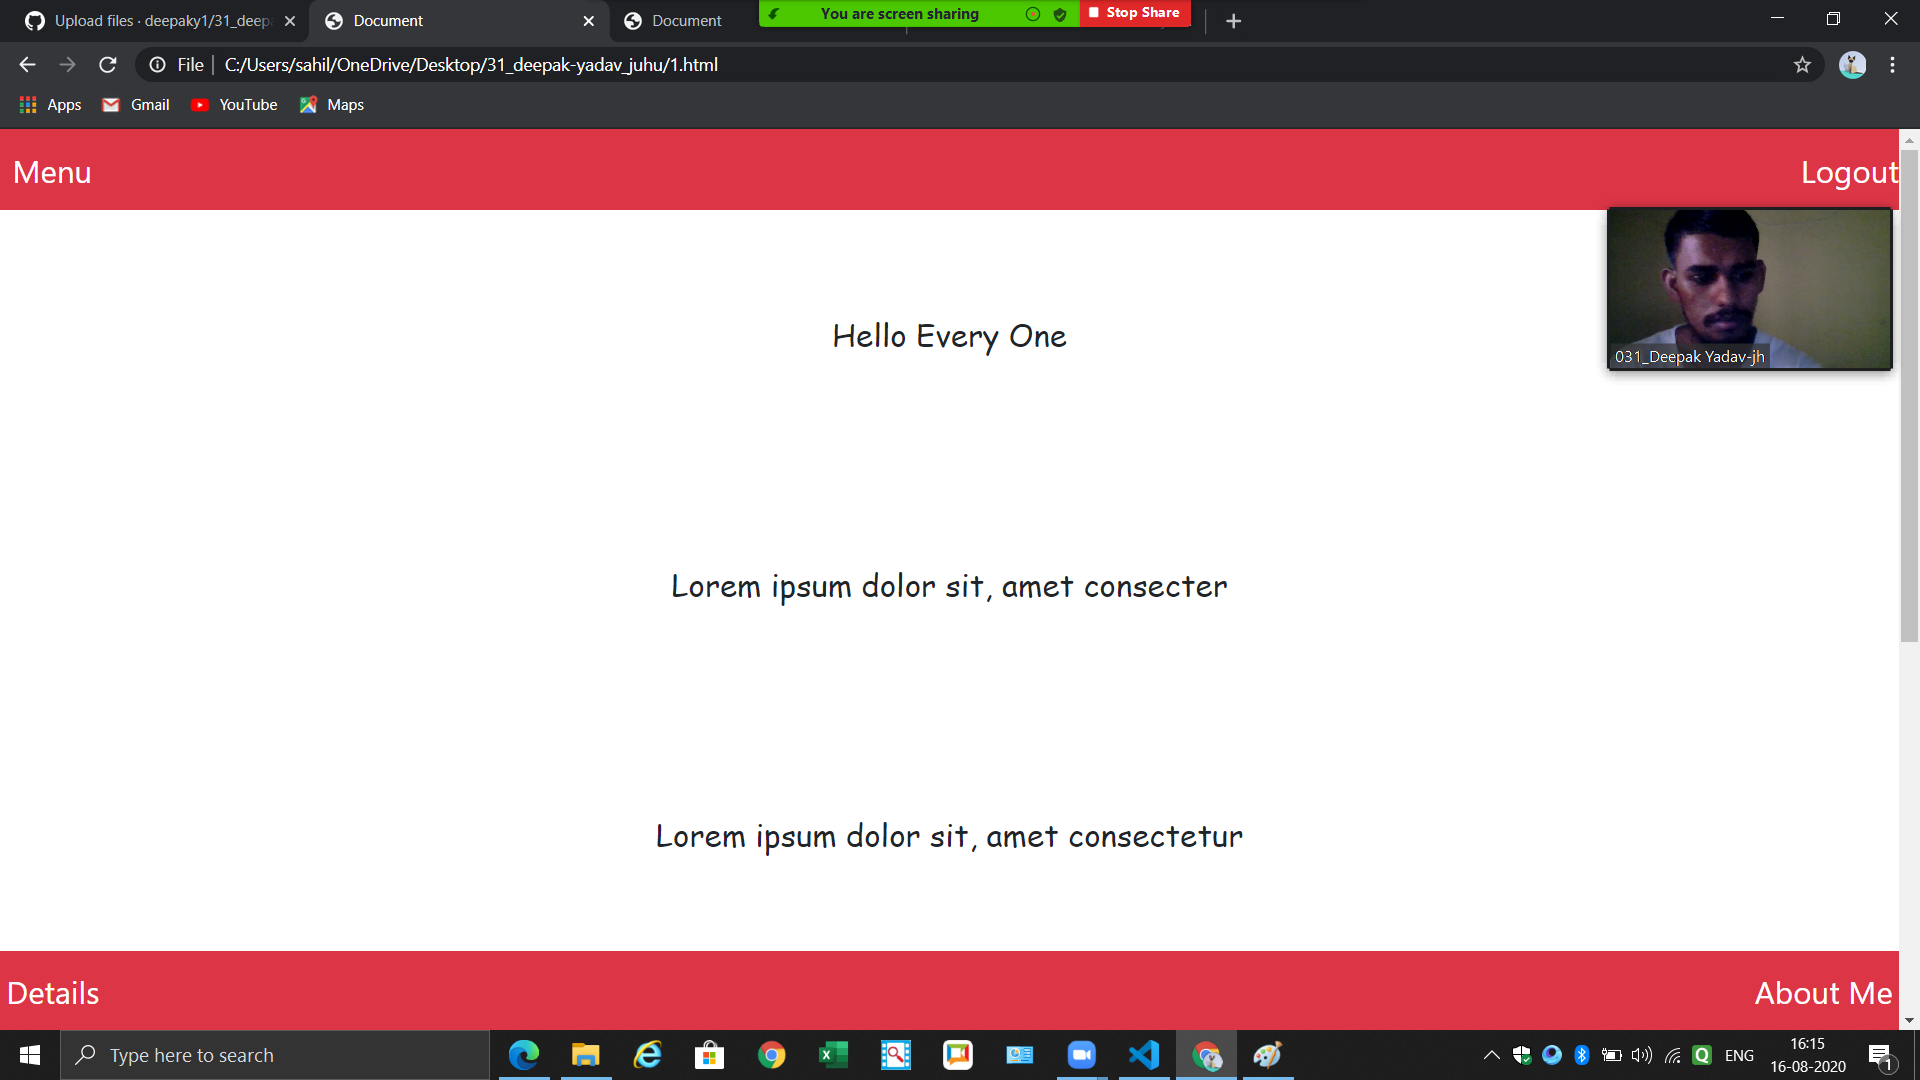 Upload files · deepaky1/31_deepa
Document
Document
You are screen sharing
Stop Share
File
C:/Users/sahil/OneDrive/Desktop/31_deepak-yadav_juhu/1.html
Apps
Gmail
YouTube
Maps
Menu
Logout
Hello Every One
031_Deepak Yadav-jh
Lorem ipsum dolor sit, amet consecter
Lorem ipsum dolor sit, amet consectetur
Details
About Me
Type here to search
ENG
16:15
16-08-2020
1